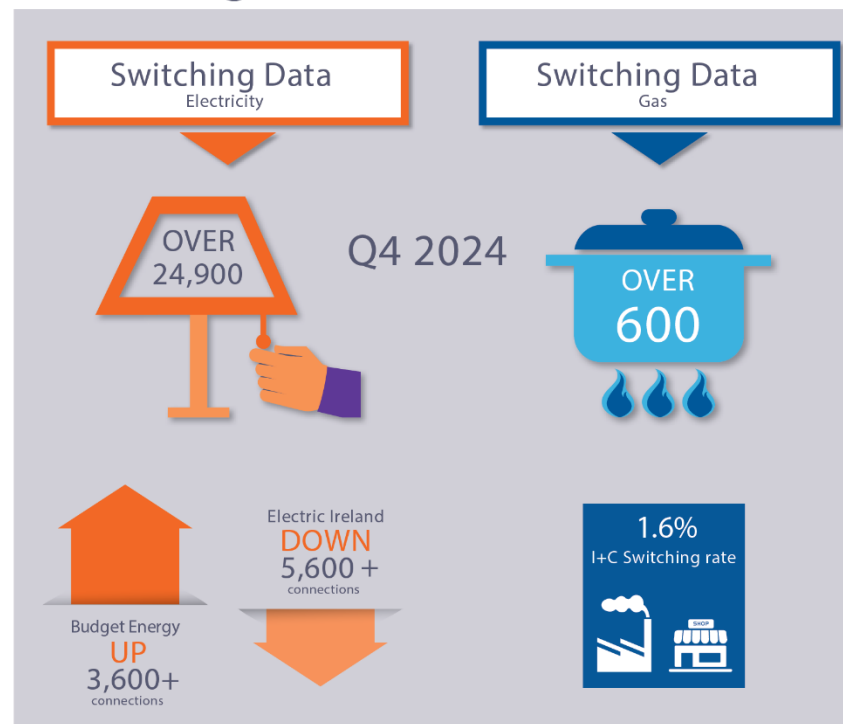 Switching Data
Electricity
Switching Data
Gas
OVER
24,900
Q4 2024
OVER
600
Budget Energy
UP
3,600+
connections
Electric Ireland
DOWN
5,600 +
connections
1.6%
I+C Switching rate
SHOP